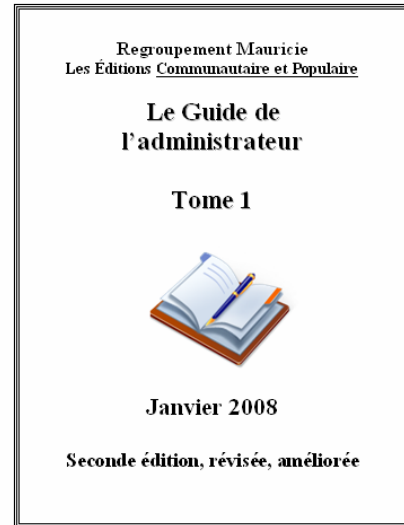 Regroupement Mauricie
Les Éditions Communautaire et Populaire
Le Guide de
l’administrateur
Tome 1
Janvier 2008
Seconde édition, révisée, améliorée